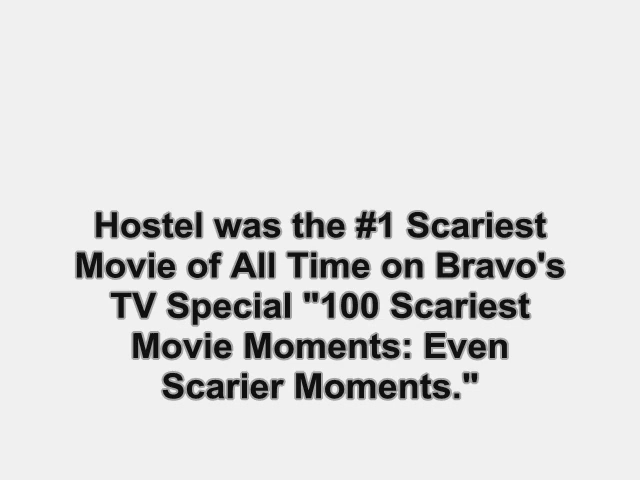 Hostel was the #1 Scariest
Movie of All Time on Bravo's
TV Special "100 Scariest
Movie Moments: Even
Scarier Moments."